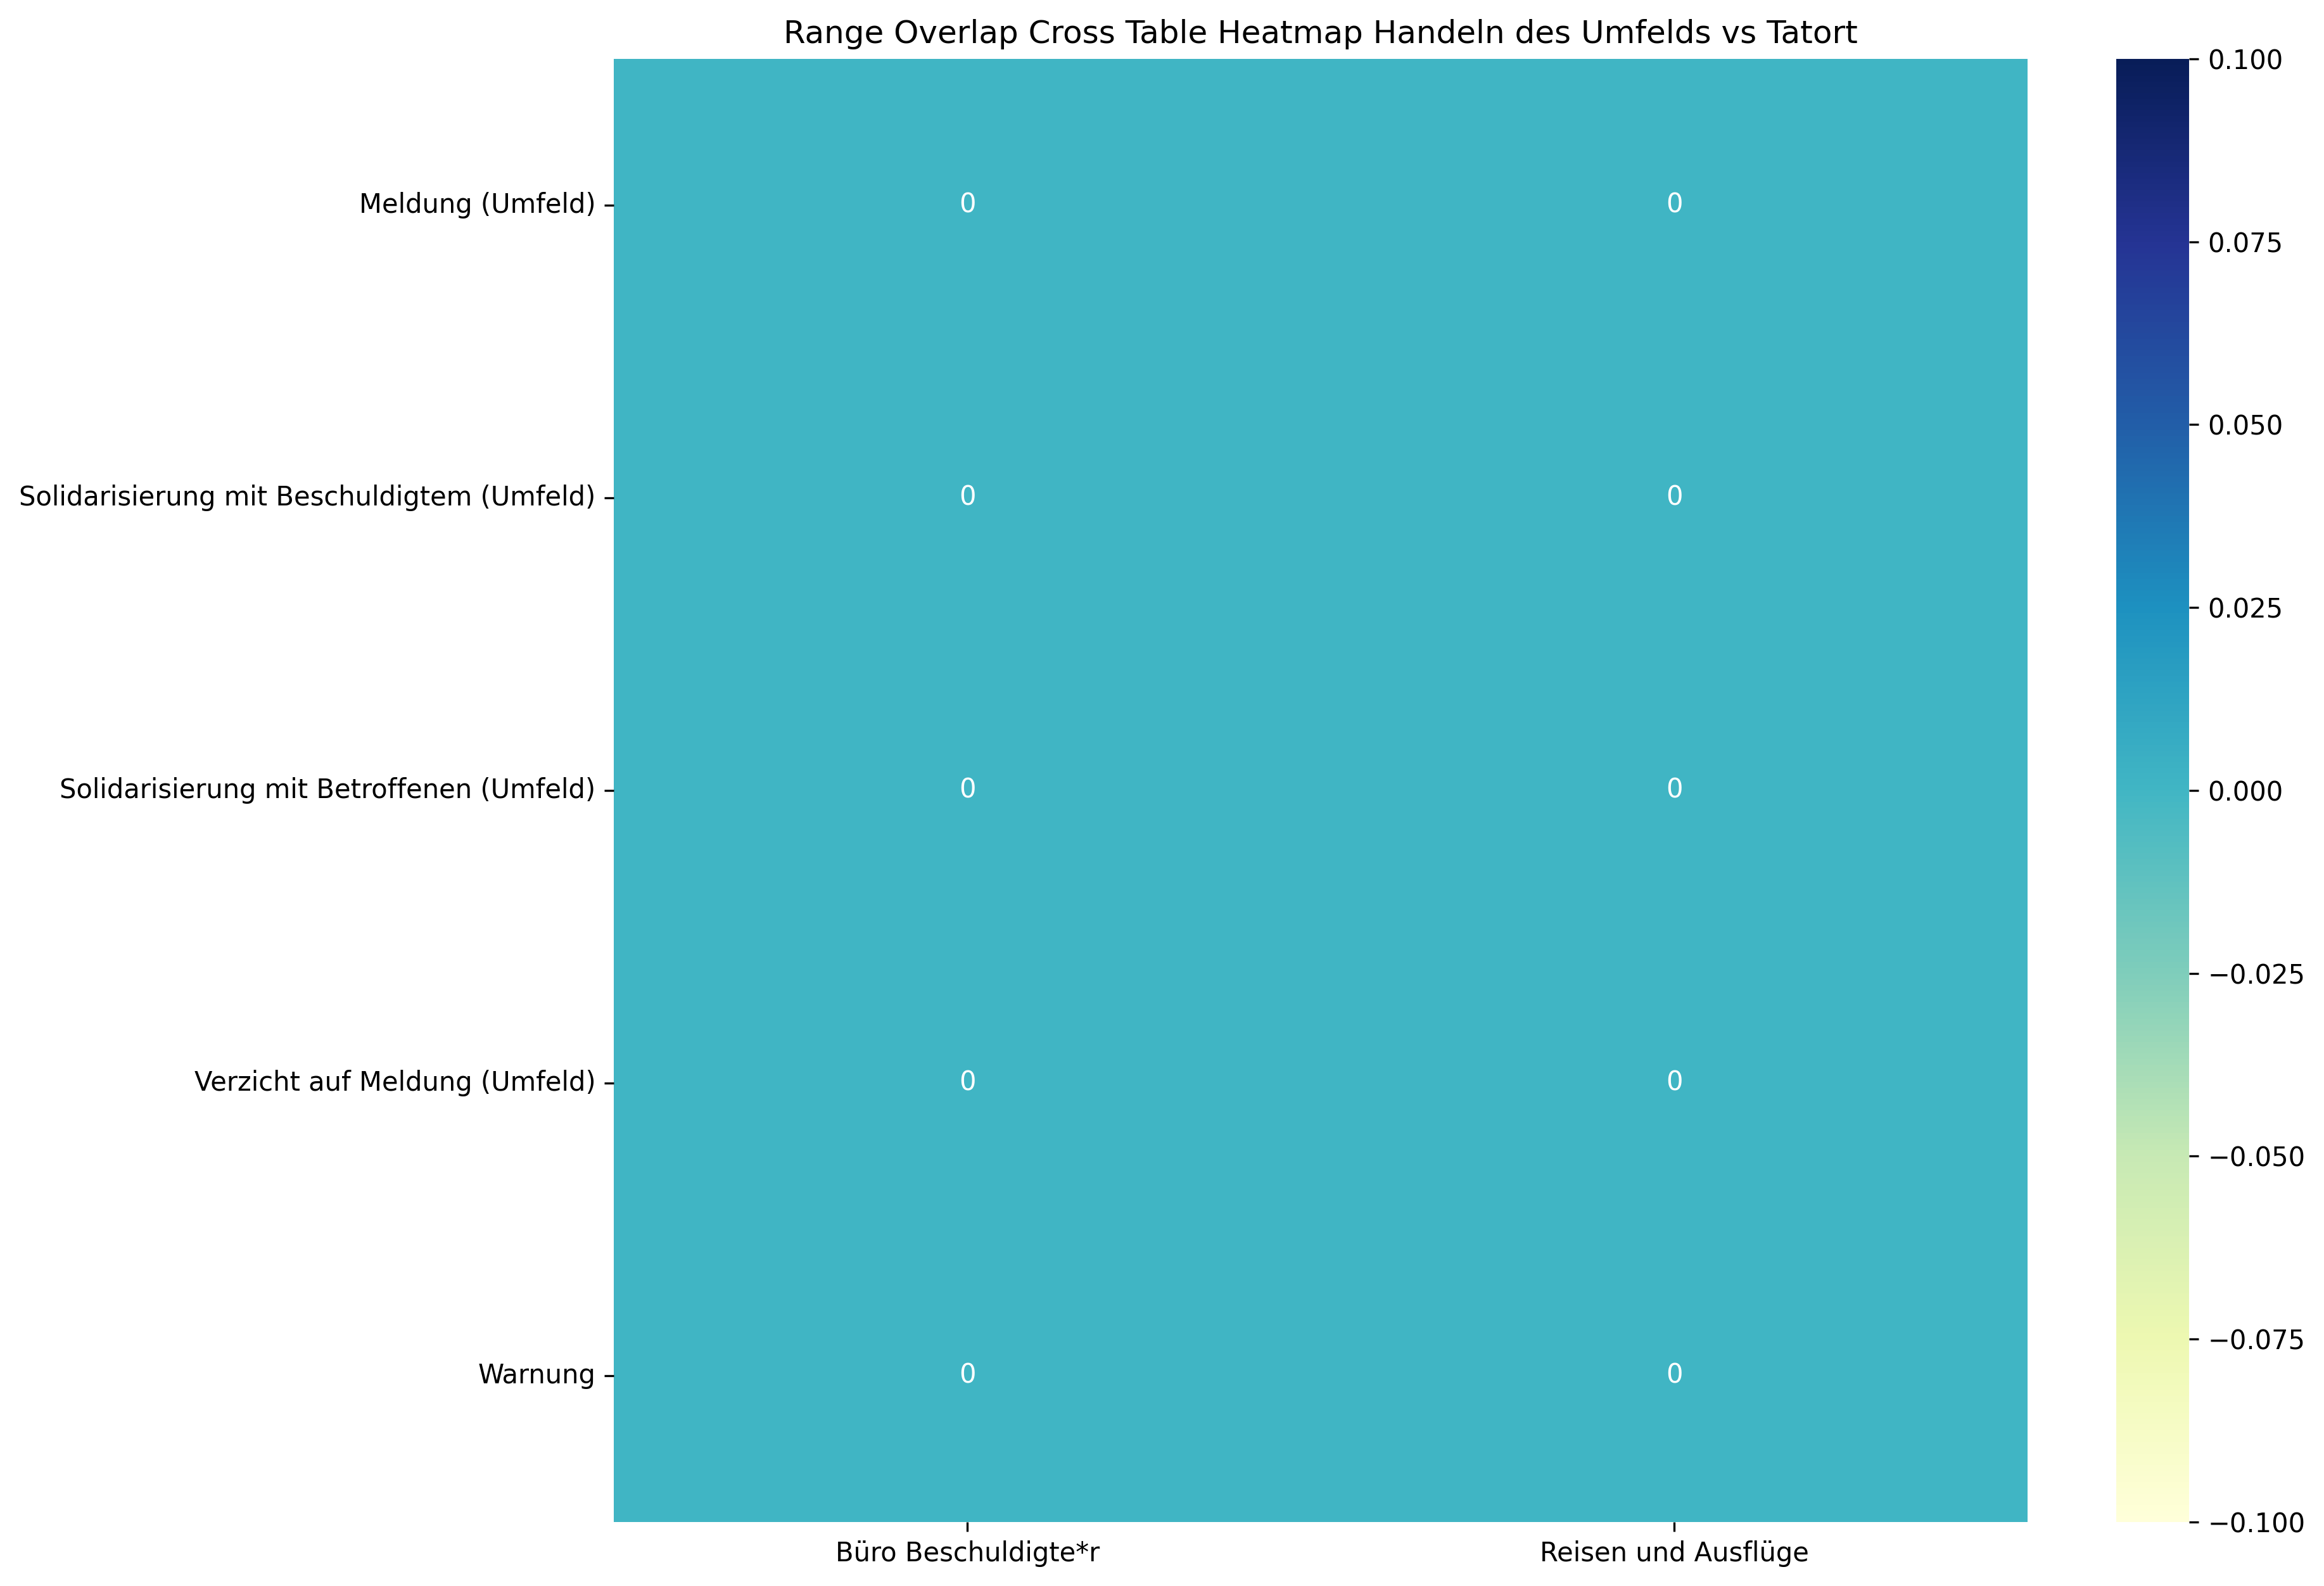 Range Overlap Cross Table Heatmap Handeln des Umfelds vs Tatort
Meldung (Umfeld)
0 0
Solidarisierung mit Beschuldigtem (Umfeld)
0 0
Solidarisierung mit Betroffenen (Umfeld)
0 0
Verzicht auf Meldung (Umfeld)
0 0
Warnung
0 0
Büro Beschuldigte*r
Reisen und Ausflüge
0.100
0.075
0.050
0.025
0.000
−0.025
−0.050
−0.075
−0.100